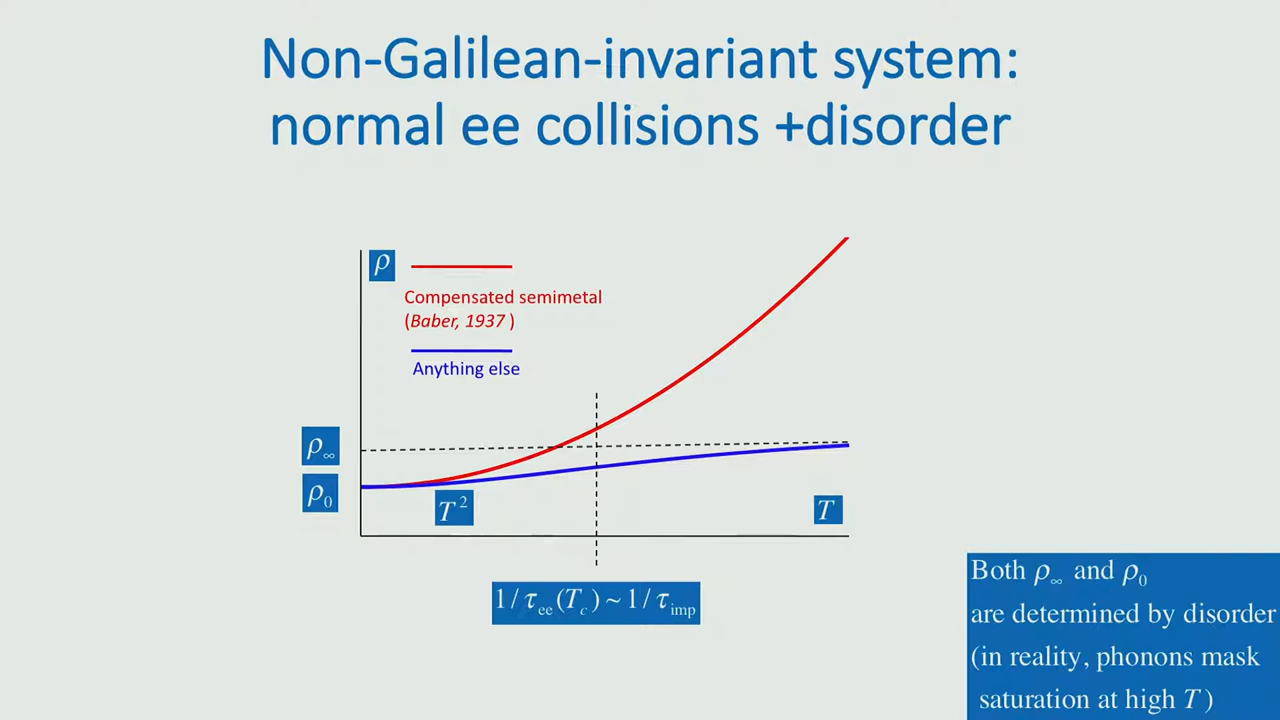 Non-Galilean-invariant system:
normal ee collisions +disorder
ρ
Compensated semimetal
(Baber, 1937 )
Anything else
ρ∞
ρ₀
T²
T
1/τee(Tc) ~ 1/τimp
Both ρ∞ and ρ₀
are determined by disorder
(in reality, phonons mask
saturation at high T )